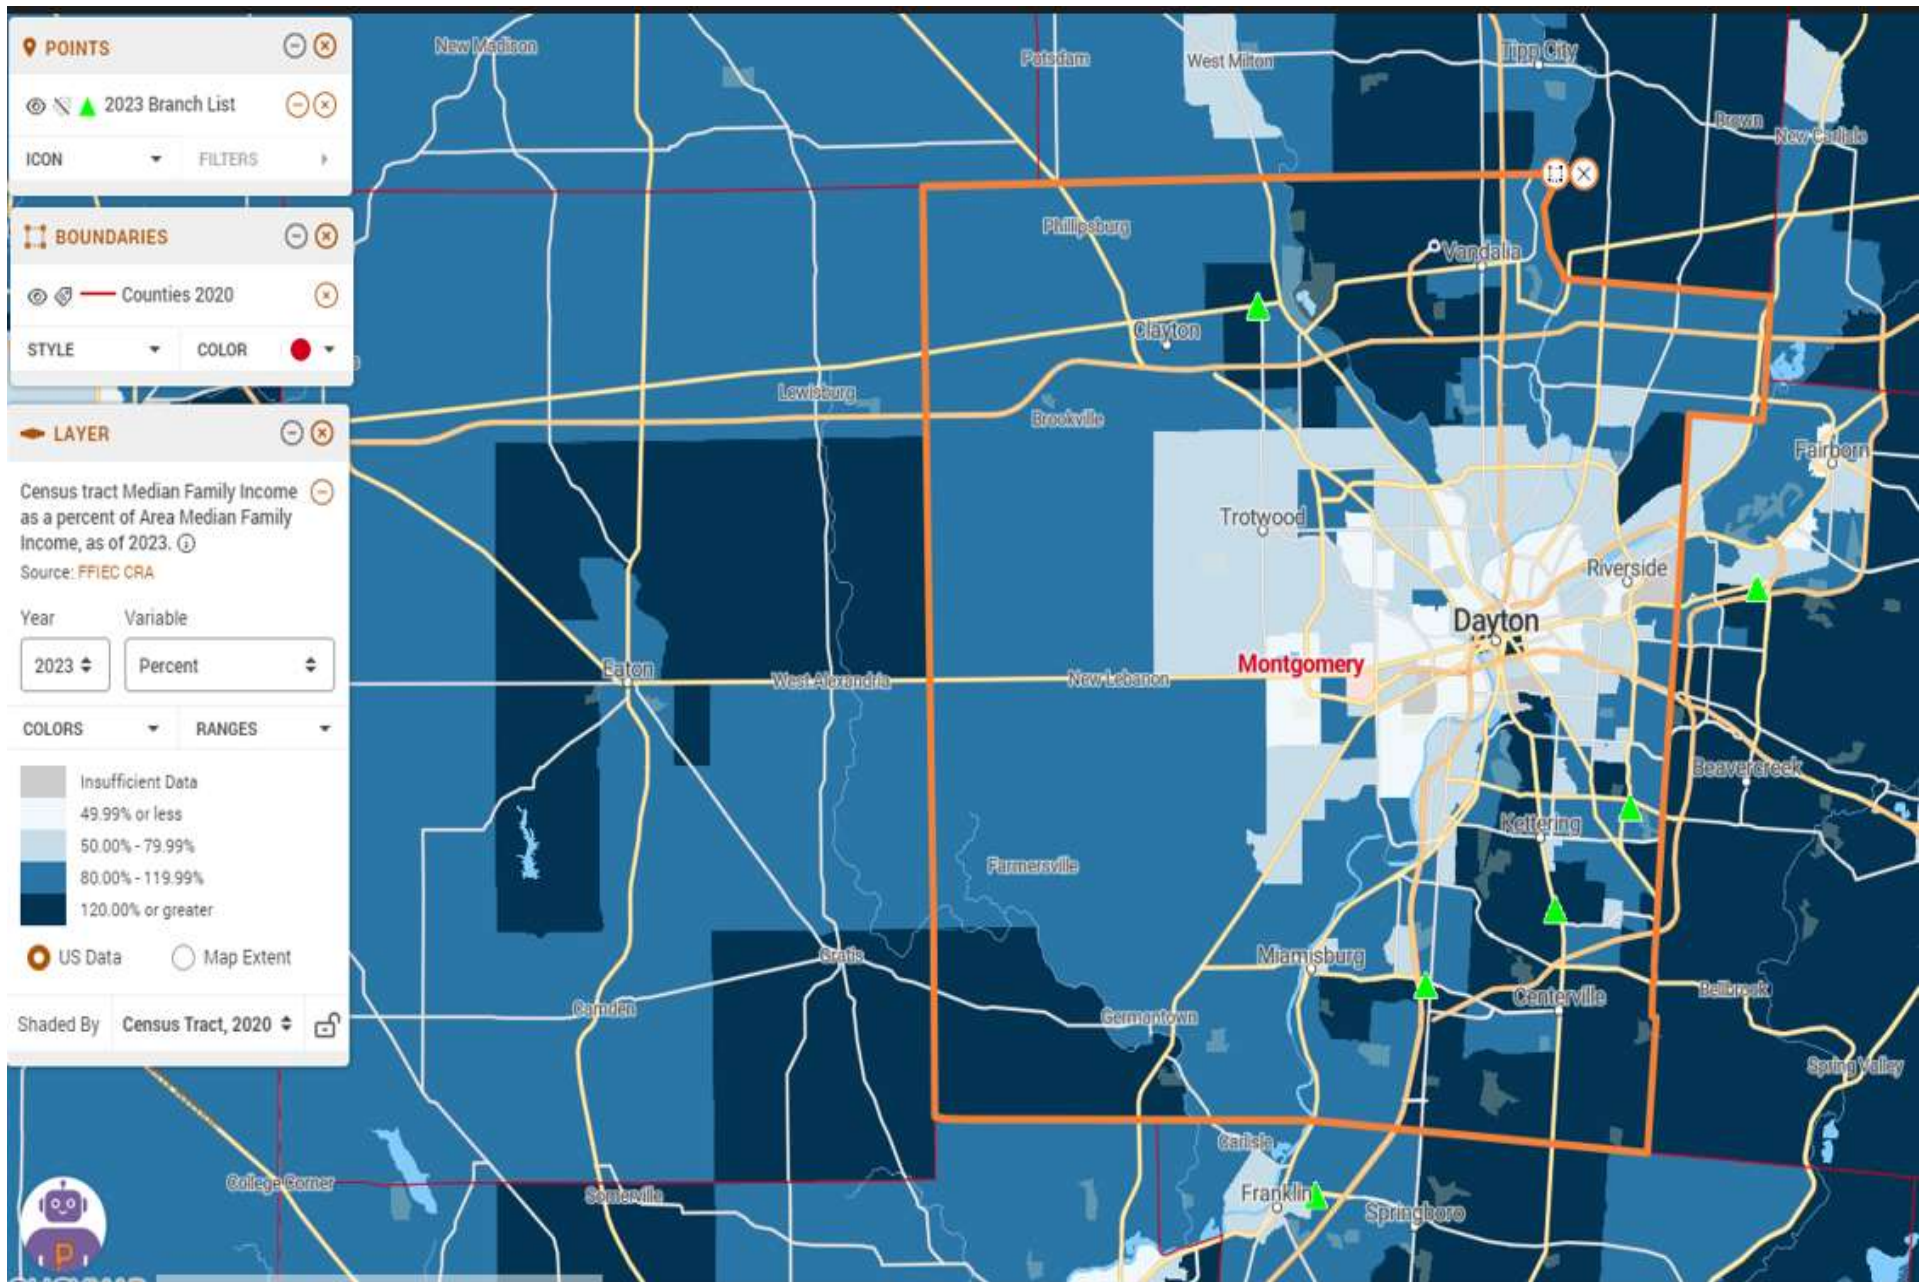 POINTS
2023 Branch List
ICON
FILTERS
BOUNDARIES
Counties 2020
STYLE
COLOR
LAYER
Census tract Median Family Income
as a percent of Area Median Family
Income, as of 2023.
Source: FFIEC CRA
Year
Variable
2023
Percent
COLORS
RANGES
Insufficient Data
49.99% or less
50.00% - 79.99%
80.00% - 119.99%
120.00% or greater
US Data
Map Extent
Shaded By
Census Tract, 2020
P
New Madison
Potsdam
West Milton
Tipp City
Brown
New Carlisle
Phillipsburg
Vandalia
Clayton
Lewisburg
Brookville
Fairborn
Trotwood
Riverside
Dayton
Montgomery
Eaton
West Alexandria
New Lebanon
Beavercreek
Kettering
Farmersville
Gratis
Miamisburg
Centerville
Bellbrook
Camden
Germantown
Spring Valley
Carlisle
College Corner
Somerville
Franklin
Springboro